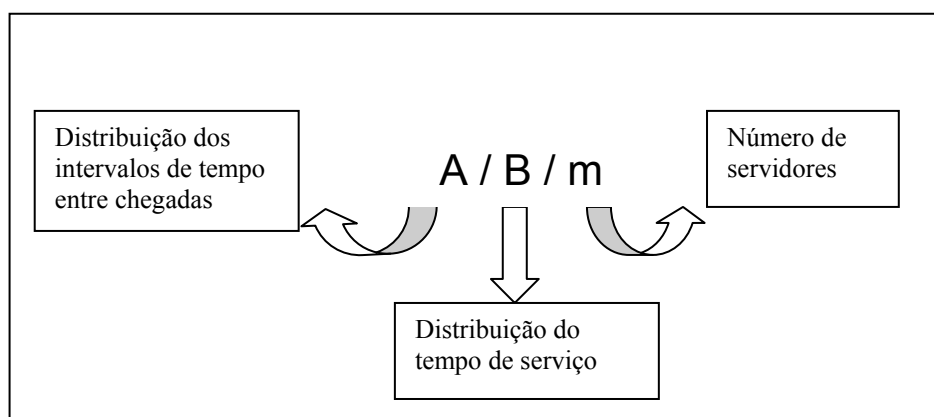 Distribuição dos
intervalos de tempo
entre chegadas
A / B / m
Número de
servidores
Distribuição do
tempo de serviço